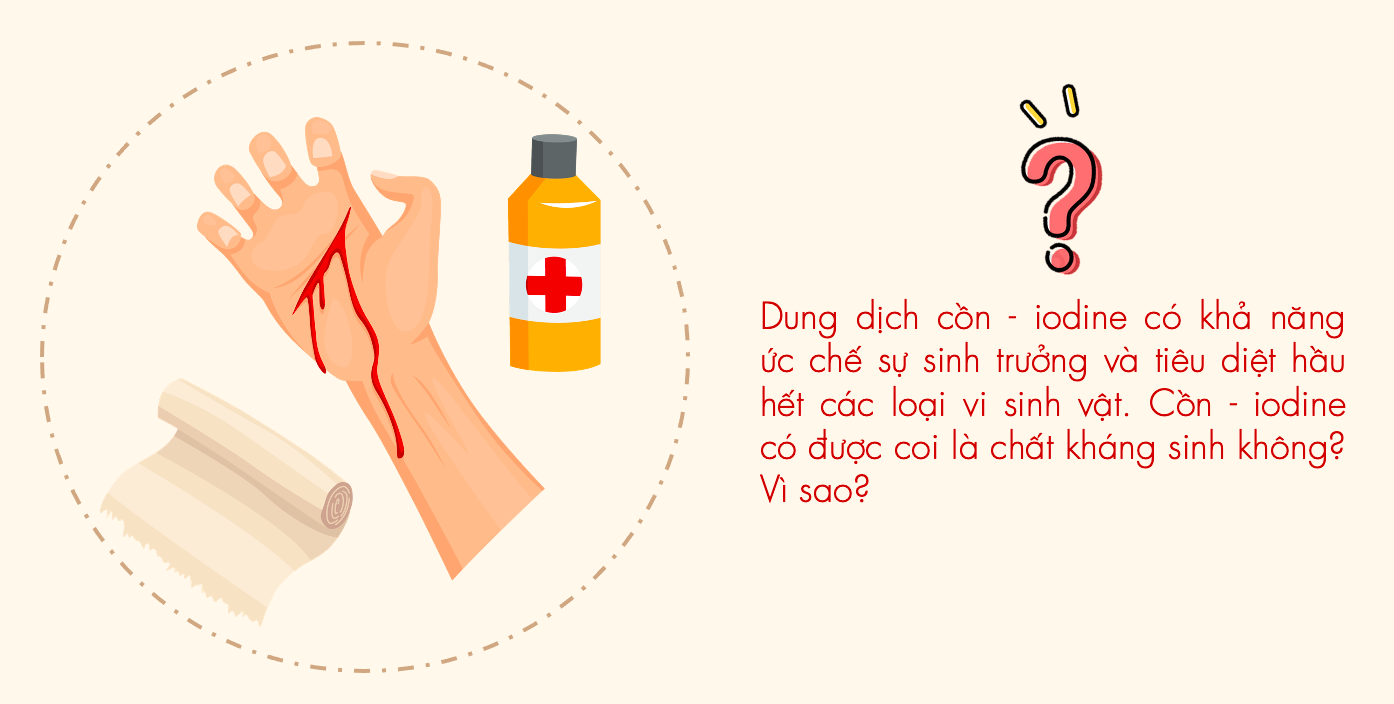 Dung dịch cồn - iodine có khả năng
ức chế sự sinh trưởng và tiêu diệt hầu
hết các loại vi sinh vật. Cồn - iodine
có được coi là chất kháng sinh không?
Vì sao?